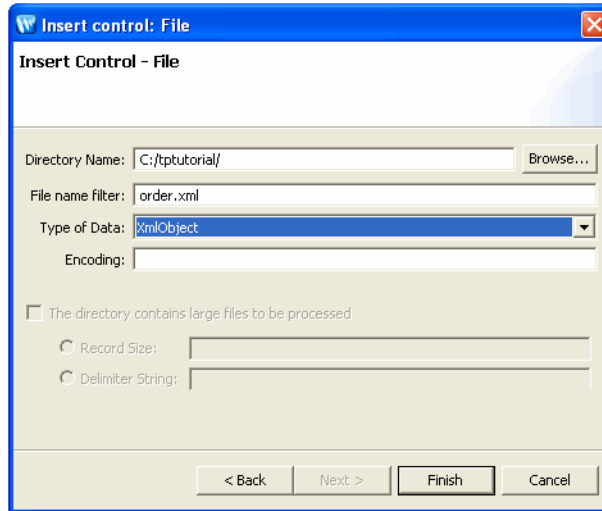 Insert control: File
Insert Control - File
Directory Name: C:/tptutorial/ Browse...
File name filter: order.xml
Type of Data: XmlObject
Encoding:
The directory contains large files to be processed
Record Size:
Delimiter String:
< Back Next > Finish Cancel